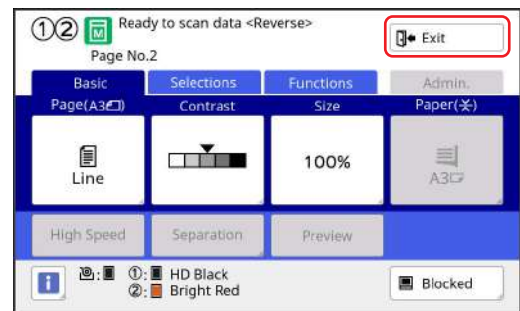 ①② M Ready to scan data <Reverse>
Exit
Page No.2
Basic Selections Functions Admin.
Page(A3) Contrast Size Paper(※)
Line 100% A3
High Speed Separation Preview
i ①: HD Black
②: Bright Red
Blocked